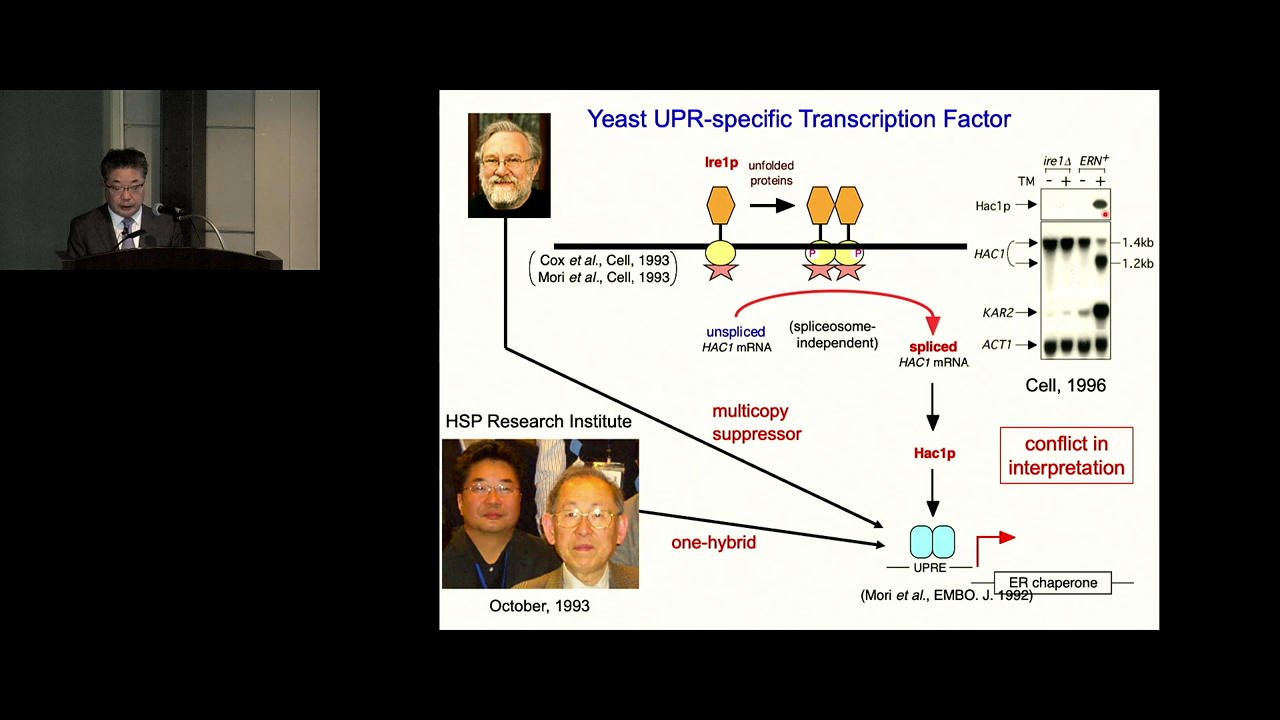 Yeast UPR-specific Transcription Factor
Ire1p
unfolded
proteins
P
P
(Cox et al., Cell, 1993
Mori et al., Cell, 1993)
unspliced
HAC1 mRNA
(spliceosome-
independent)
spliced
HAC1 mRNA
ire1Δ ERN+
TM - + - +
Hac1p
HAC1
1.4kb
1.2kb
KAR2
ACT1
Cell, 1996
multicopy
suppressor
HSP Research Institute
Hac1p
conflict in
interpretation
one-hybrid
UPRE
ER chaperone
(Mori et al., EMBO. J. 1992)
October, 1993